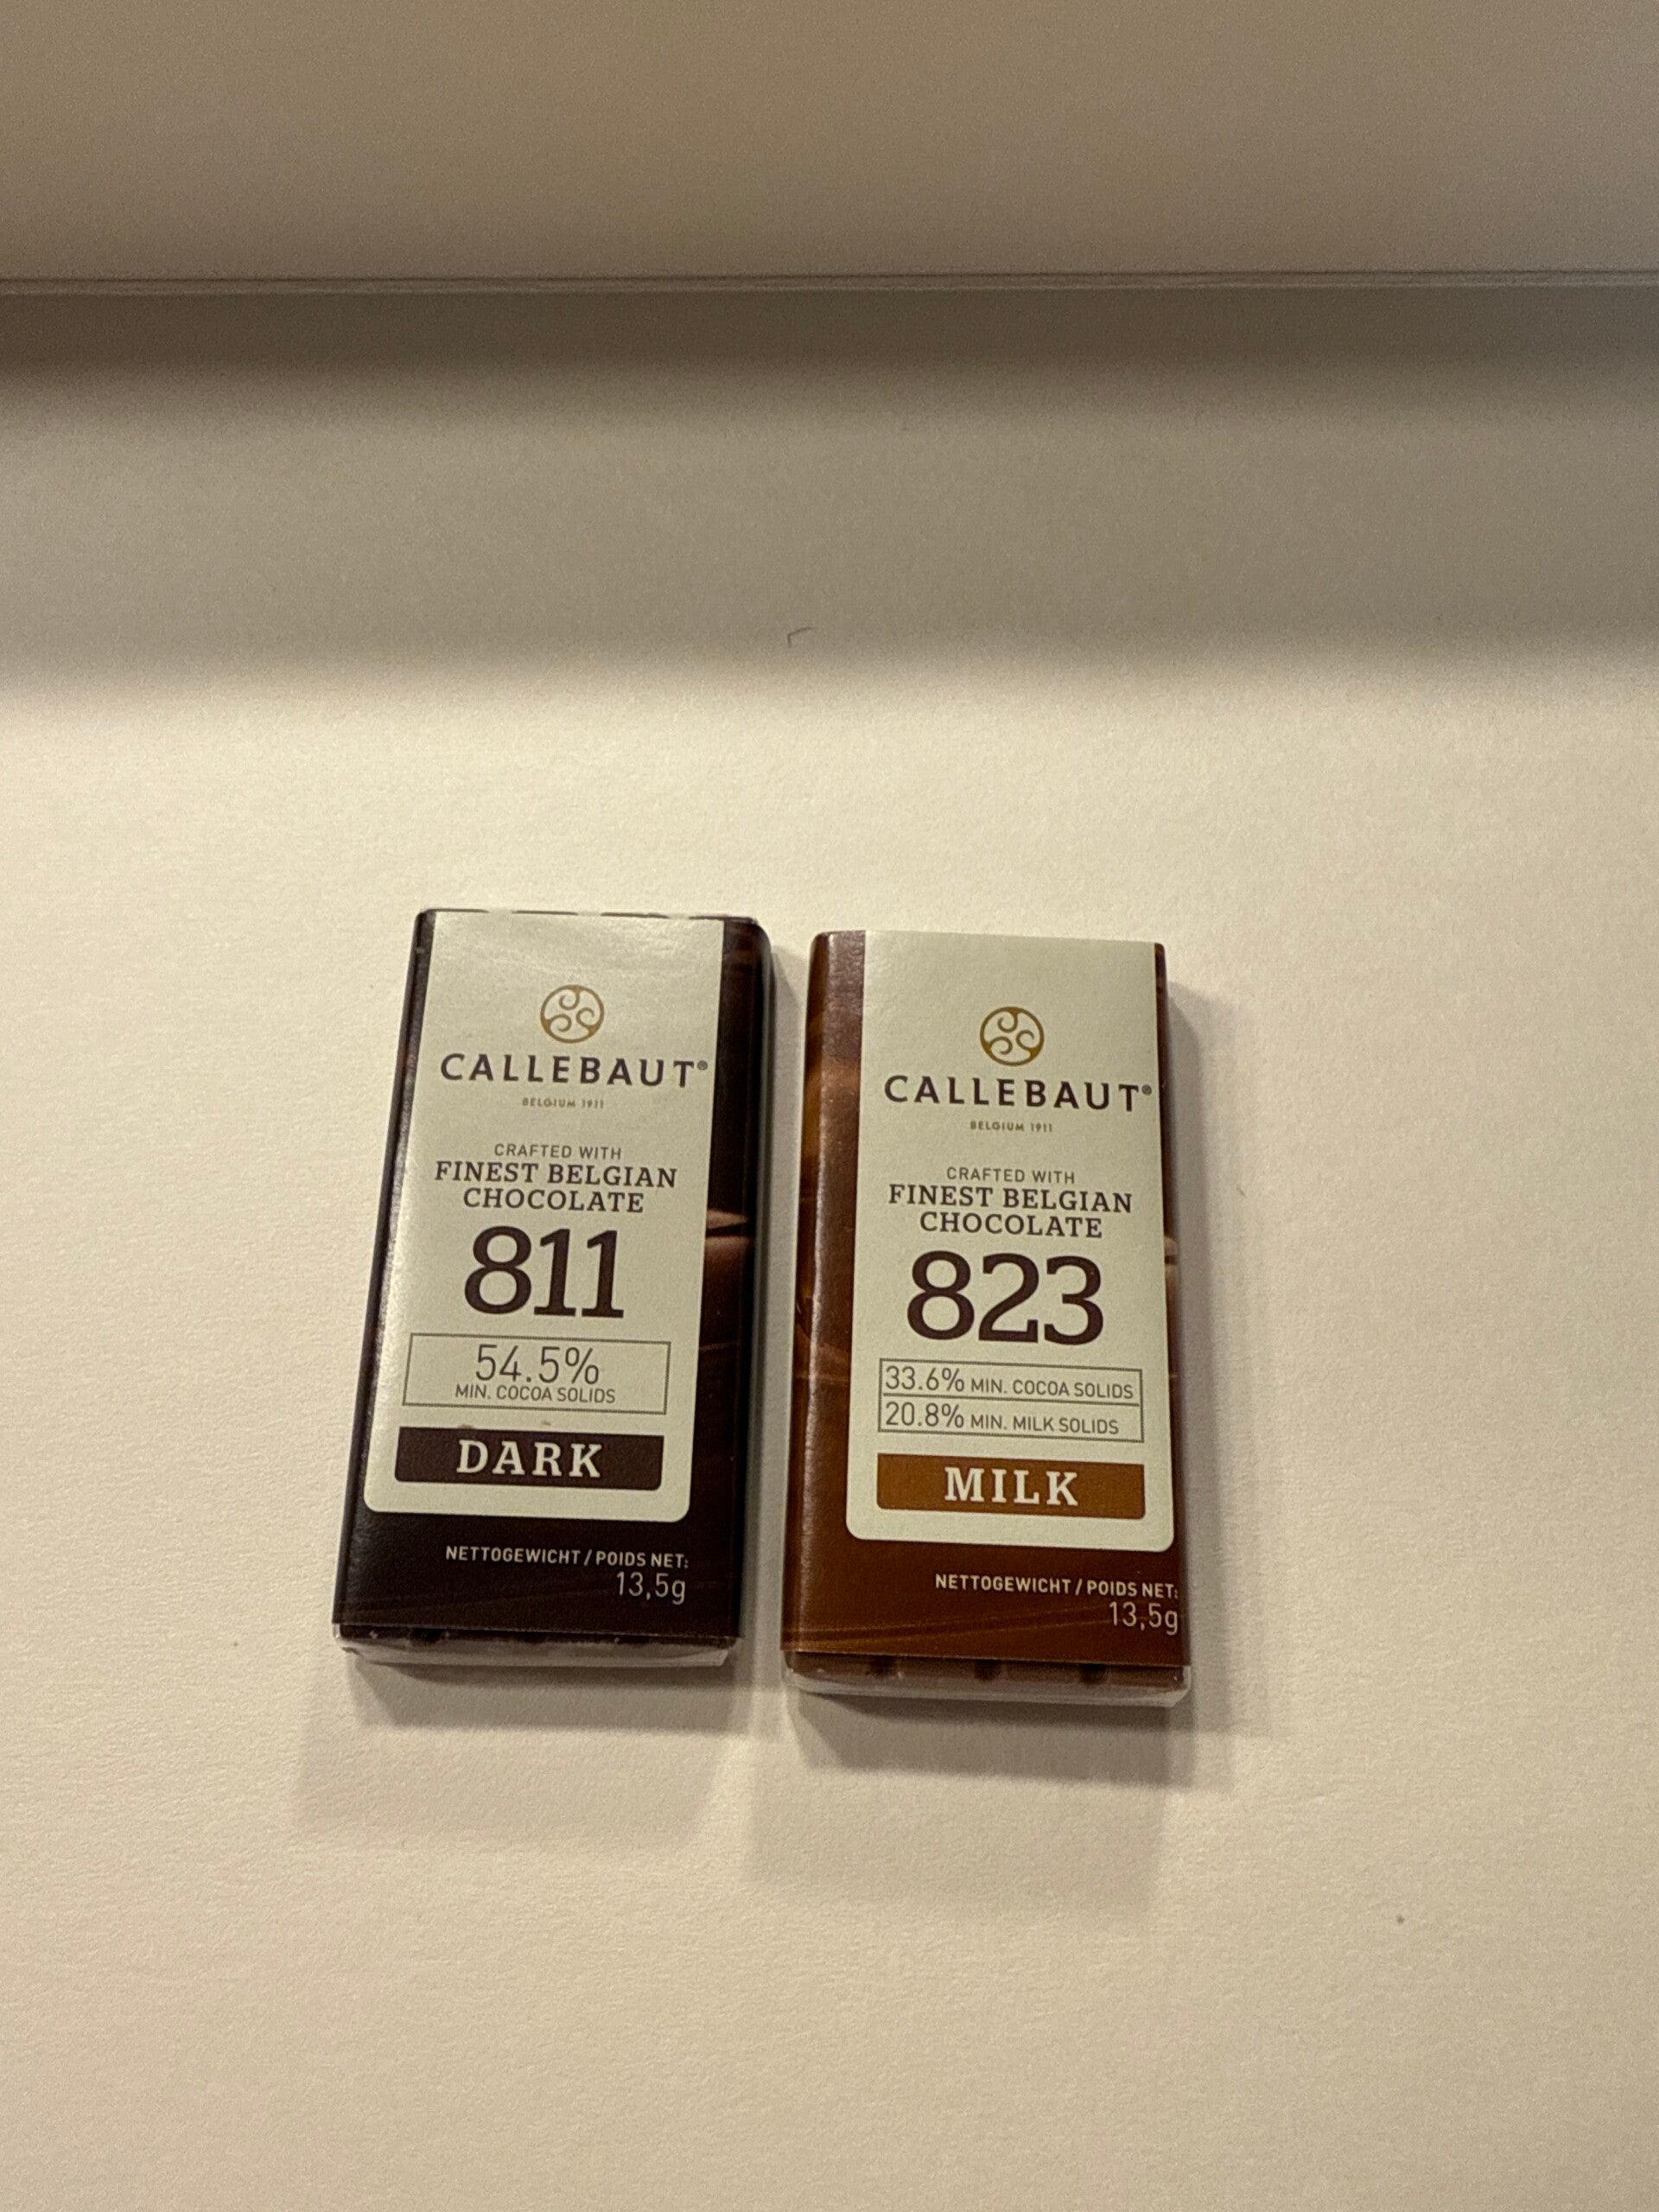 CALLEBAUT®
BELGIUM 1911
CRAFTED WITH
FINEST BELGIAN
CHOCOLATE
811
54.5%
MIN. COCOA SOLIDS
DARK
NETTOGEWICHT / POIDS NET:
13,5g
CALLEBAUT®
BELGIUM 1911
CRAFTED WITH
FINEST BELGIAN
CHOCOLATE
823
33.6% MIN. COCOA SOLIDS
20.8% MIN. MILK SOLIDS
MILK
NETTOGEWICHT / POIDS NET:
13,5g